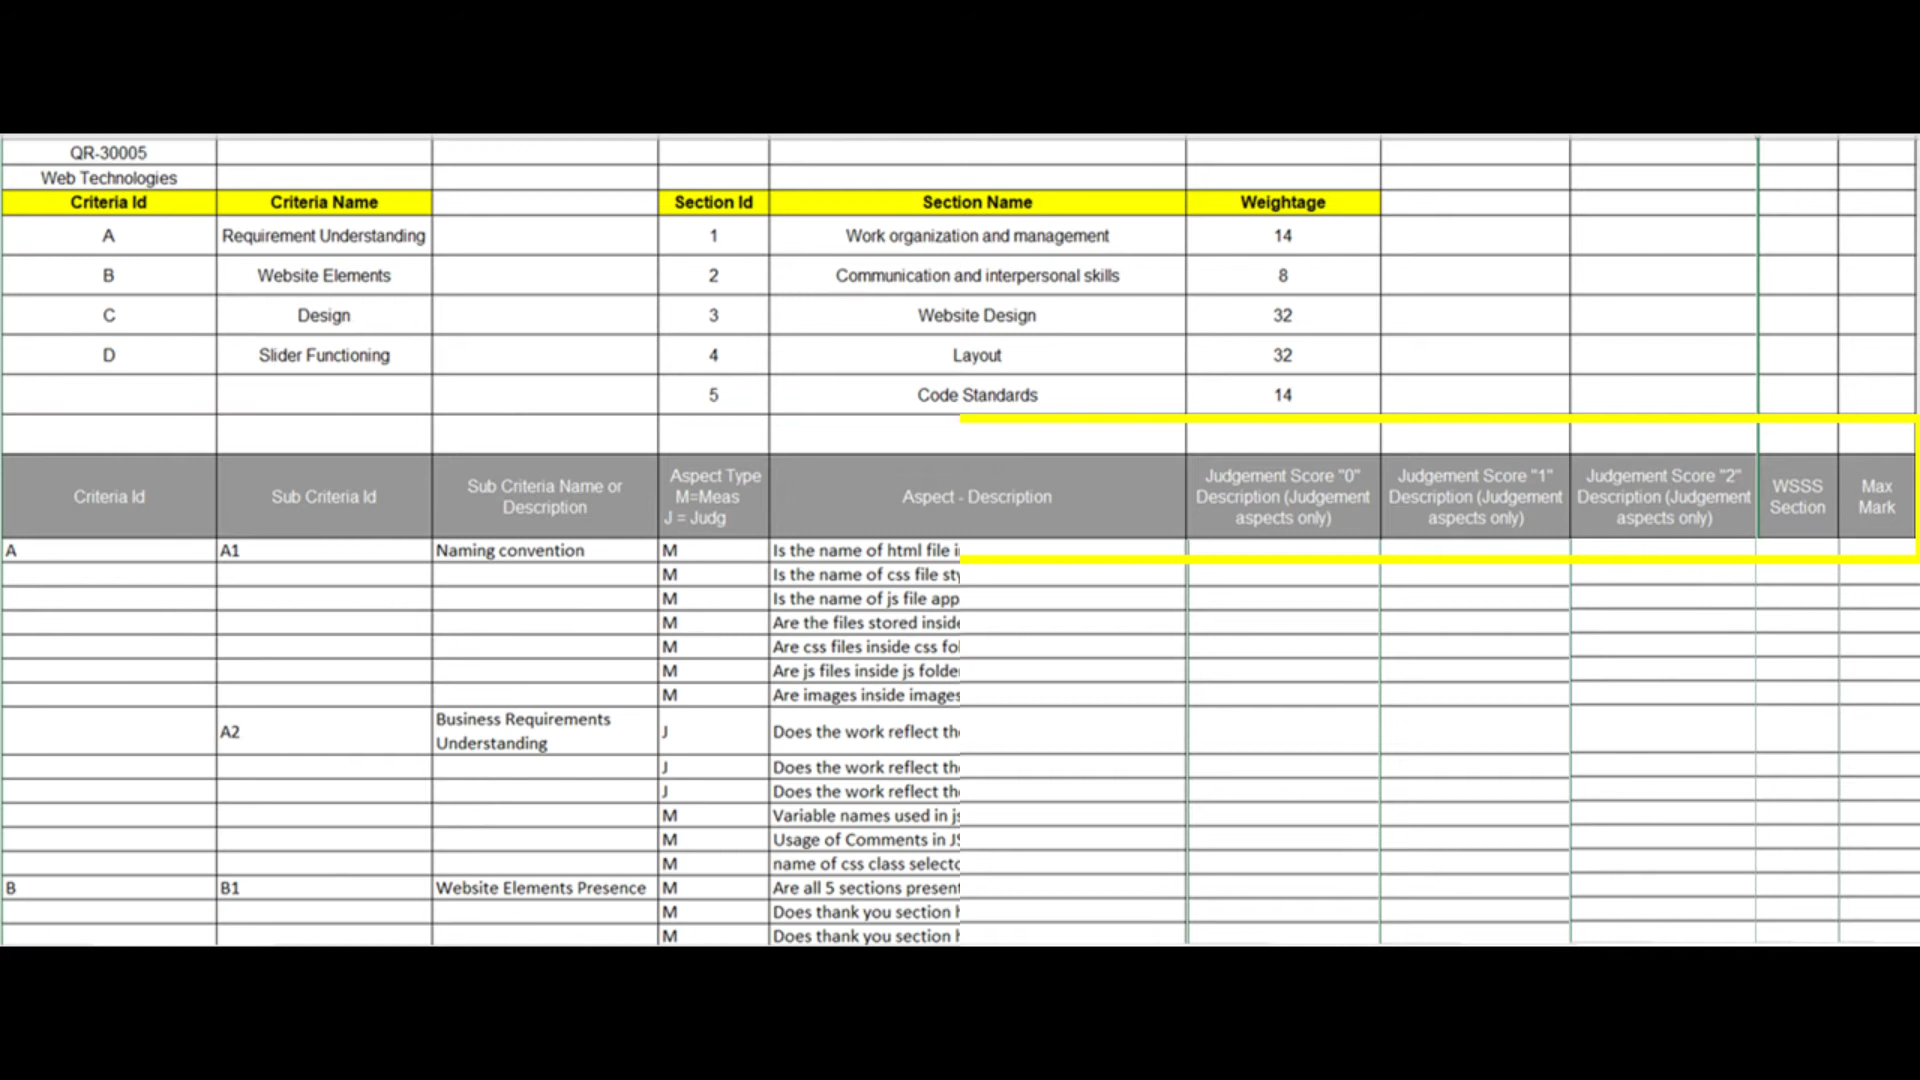 QR-30005
Web Technologies
Criteria Id Criteria Name Section Id Section Name Weightage
A Requirement Understanding 1 Work organization and management 14
B Website Elements 2 Communication and interpersonal skills 8
C Design 3 Website Design 32
D Slider Functioning 4 Layout 32
5 Code Standards 14
Criteria Id
Sub Criteria Id
Sub Criteria Name or
Description
Aspect Type
M=Meas
J = Judg
Aspect - Description
Judgement Score "0"
Description (Judgement
aspects only)
Judgement Score "1"
Description (Judgement
aspects only)
Judgement Score "2"
Description (Judgement
aspects only)
WSSS
Section
Max
Mark
A A1 Naming convention M Is the name of html file
M Is the name of css file
M Is the name of js file
M Are the files stored
M Are css files inside css
M Are js files inside js
M Are images inside
A2
Business Requirements
Understanding
J Does the work reflect
J Does the work reflect
J Does the work reflect
M Variable names used in
M Usage of Comments in
M name of css class
B B1 Website Elements Presence M Are all 5 sections
M Does thank you section
M Does thank you section